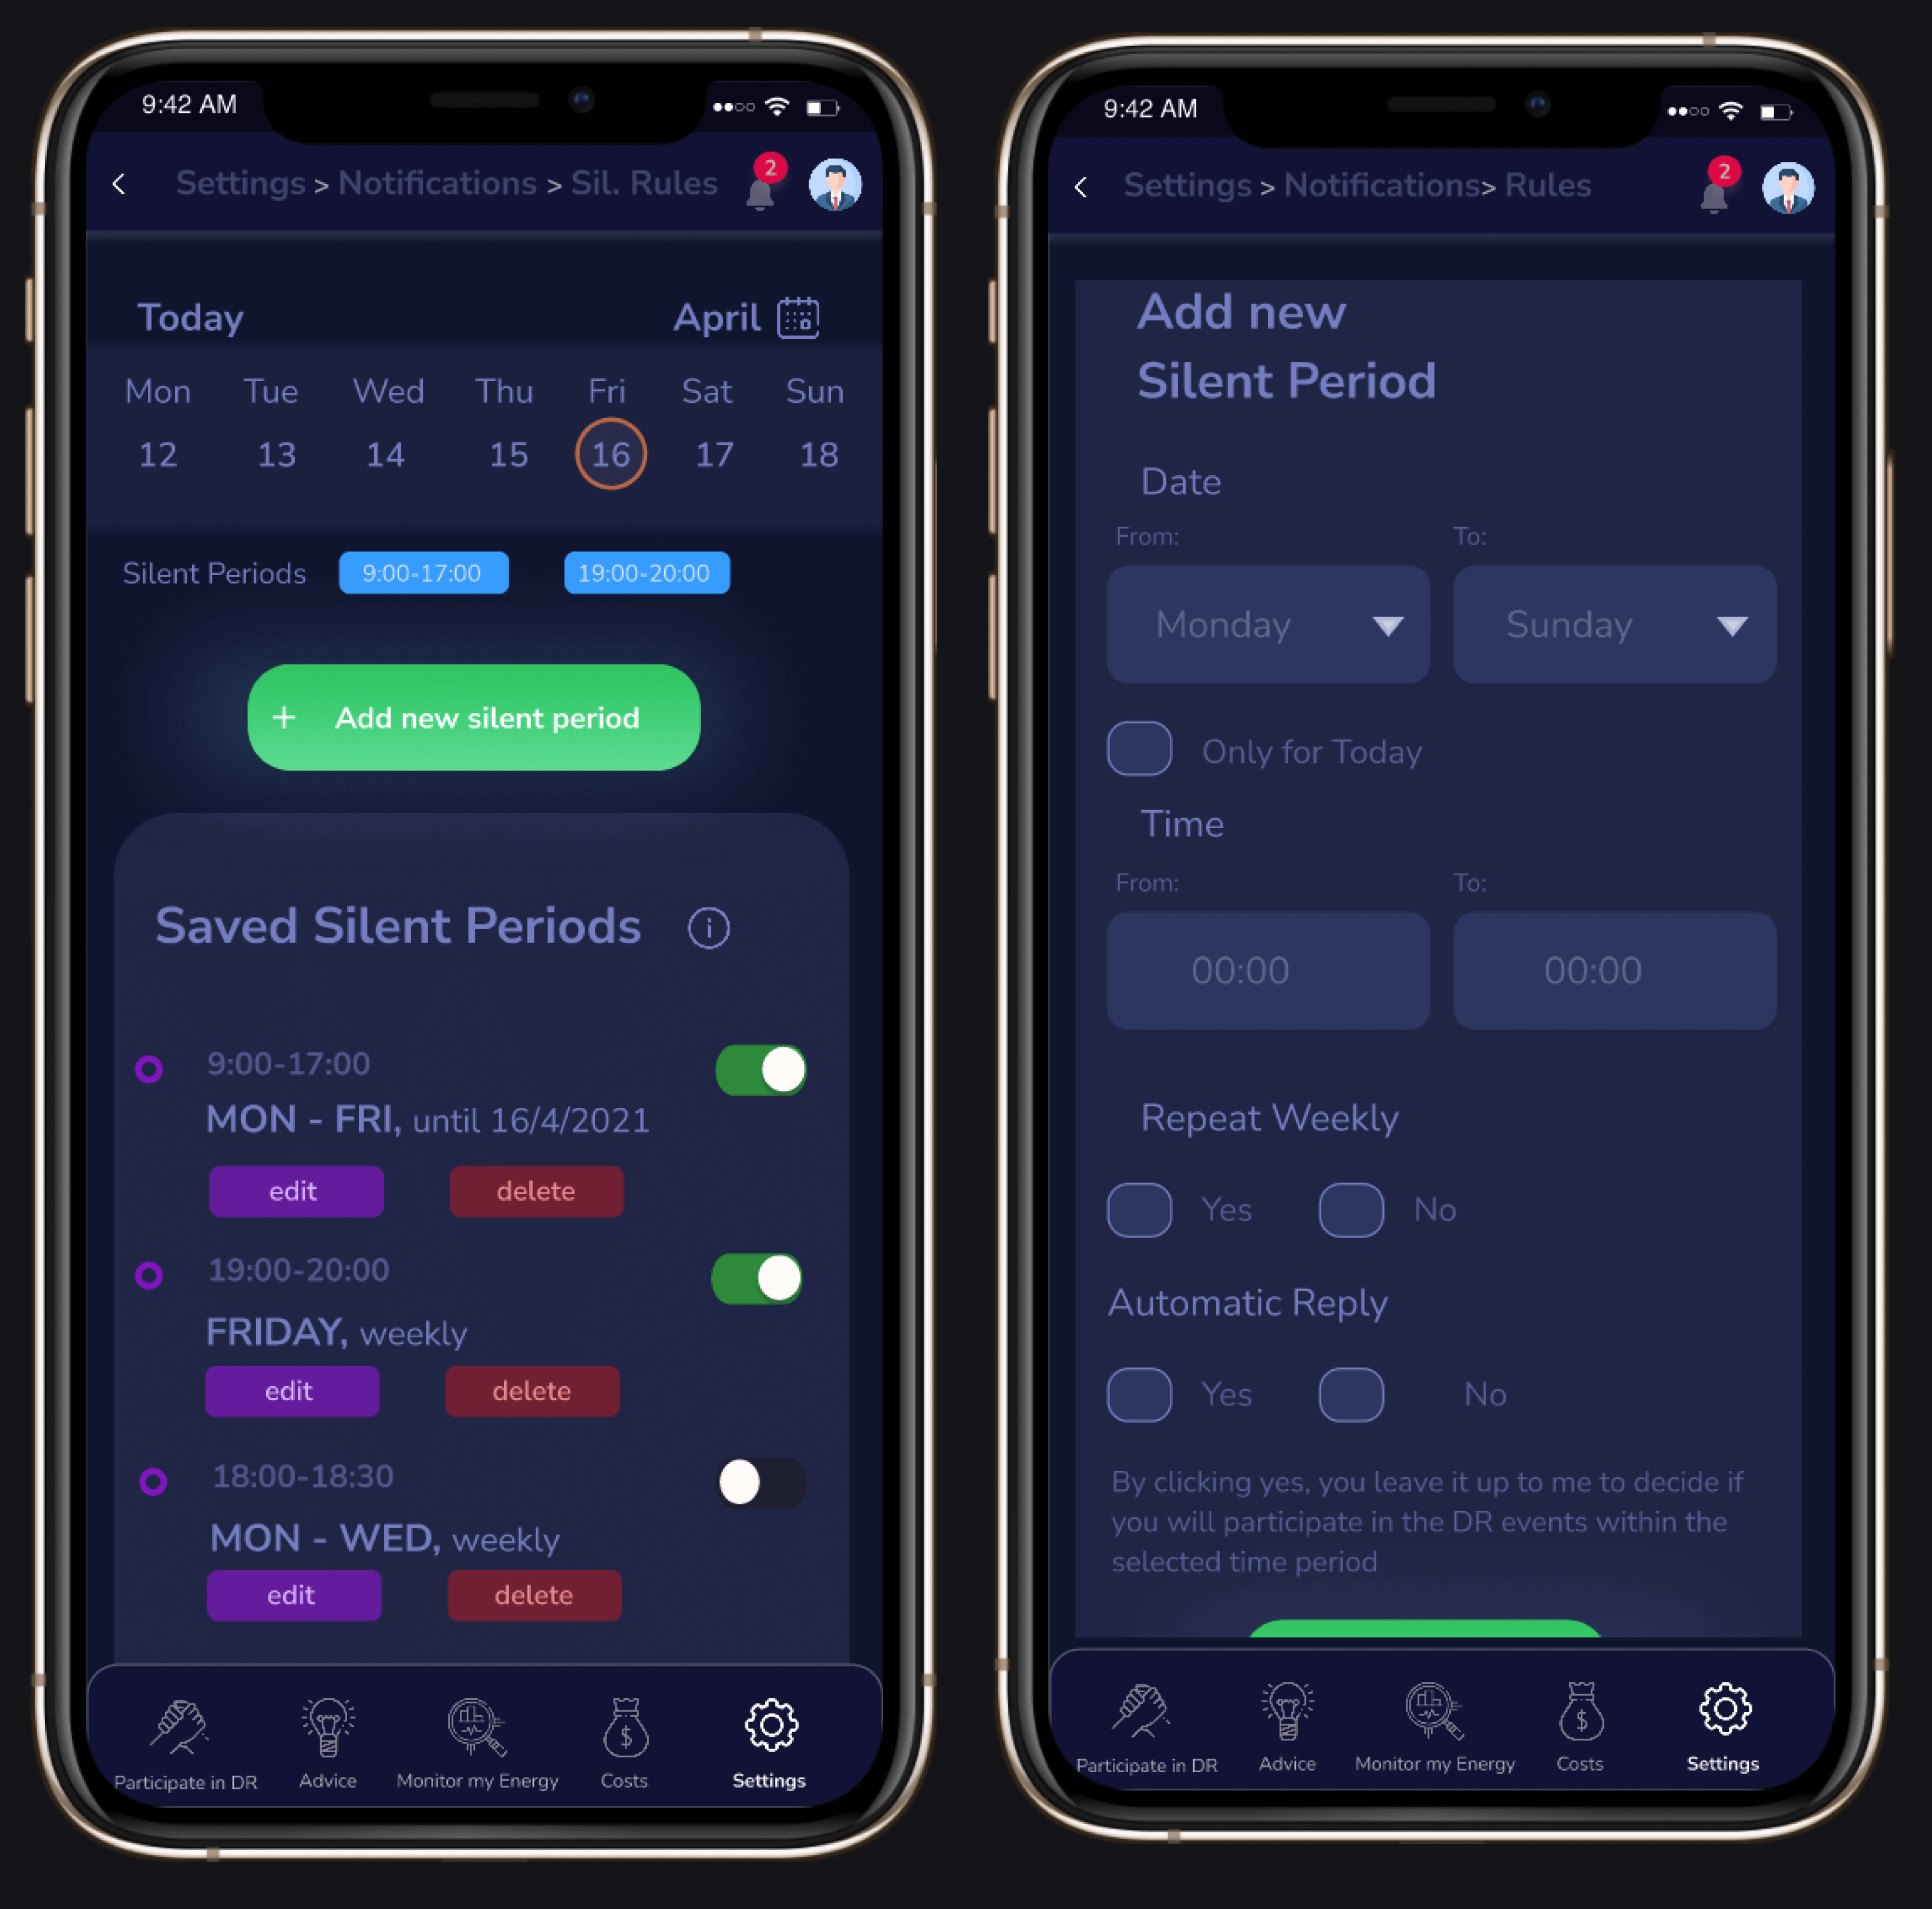 9:42 AM
Settings > Notifications > Sil. Rules
2
Today
April
Mon Tue Wed Thu Fri Sat Sun
12 13 14 15 16 17 18
Silent Periods 9:00-17:00 19:00-20:00
+ Add new silent period
Saved Silent Periods i
9:00-17:00
MON - FRI, until 16/4/2021
edit delete
19:00-20:00
FRIDAY, weekly
edit delete
18:00-18:30
MON - WED, weekly
edit delete
$
Participate in DR Advice Monitor my Energy Costs Settings
9:42 AM
Settings > Notifications> Rules
2
Add new
Silent Period
Date
From: To:
Monday Sunday
Only for Today
Time
From: To:
00:00 00:00
Repeat Weekly
Yes No
Automatic Reply
Yes No
By clicking yes, you leave it up to me to decide if
you will participate in the DR events within the
selected time period
$
Participate in DR Advice Monitor my Energy Costs Settings